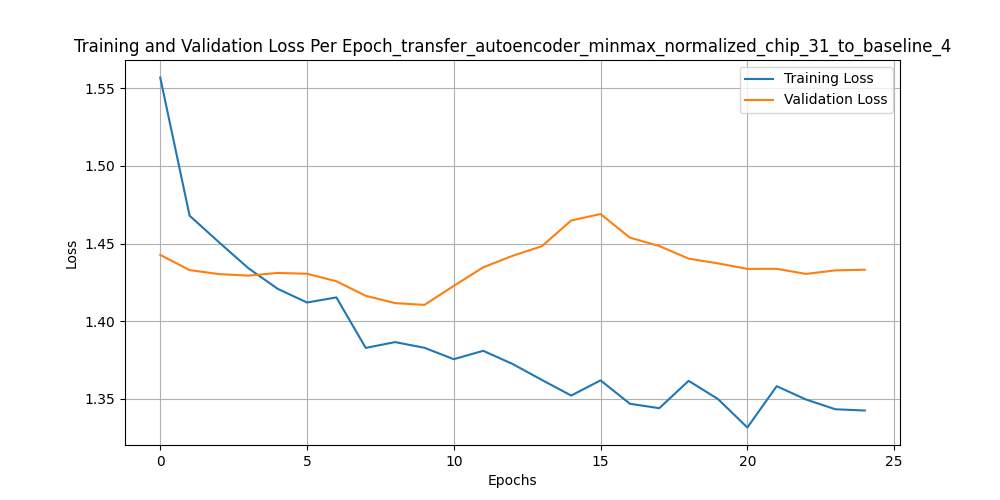 Training and Validation Loss Per Epoch_transfer_autoencoder_minmax_normalized_chip_31_to_baseline_4
Training Loss
Validation Loss
1.55
1.50
1.45
1.40
1.35
Loss
0
5
10
15
20
25
Epochs